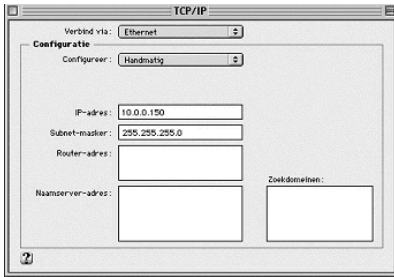 TCP/IP
Verbind via: Ethernet
Configuratie
Configureer: Handmatig
IP-adres: 10.0.0.150
Subnet-masker: 255.255.255.0
Router-adres:
Zoekdomeinen:
Naamserver-adres:
?